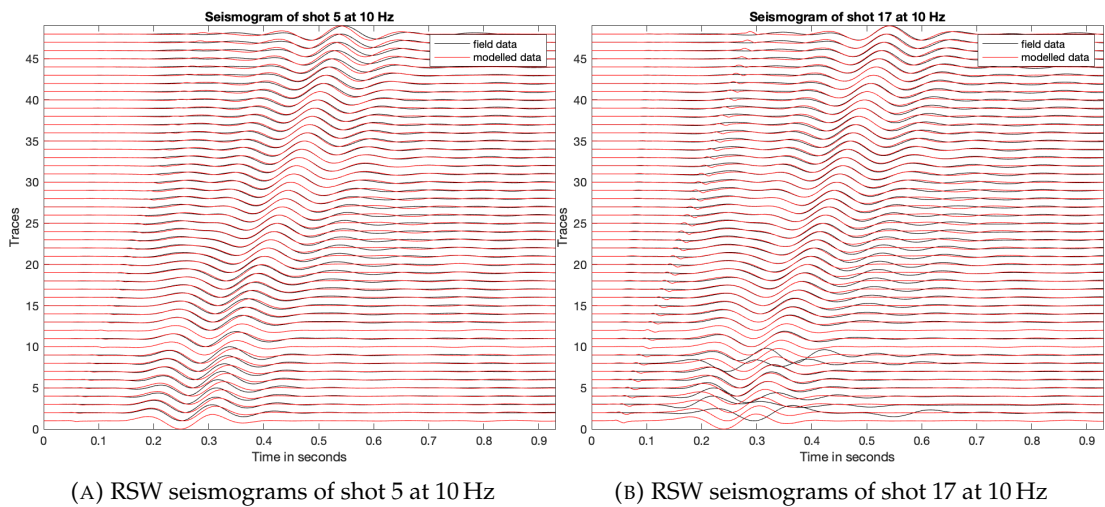 Seismogram of shot 5 at 10 Hz
field data
modelled data
45
40
35
30
25
20
15
10
5
0
Traces
0 0.1 0.2 0.3 0.4 0.5 0.6 0.7 0.8 0.9
Time in seconds
(A) RSW seismograms of shot 5 at 10 Hz
Seismogram of shot 17 at 10 Hz
field data
modelled data
45
40
35
30
25
20
15
10
5
0
Traces
0 0.1 0.2 0.3 0.4 0.5 0.6 0.7 0.8 0.9
Time in seconds
(B) RSW seismograms of shot 17 at 10 Hz